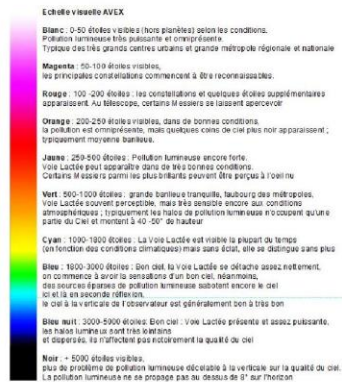 Echelle visuelle AVEX
Blanc : 0-50 étoiles visibles (hors planètes) selon les conditions.
Pollution lumineuse très puissante et omniprésente.
Typique des très grands centres urbains et grande métropole régionale et nationale
Magenta : 50-100 étoiles visibles,
les principales constellations commencent à être reconnaissables.
Rouge : 100 -200 étoiles : les constellations et quelques étoiles supplémentaires
apparaissent. Au télescope, certains Messiers se laissent apercevoir
Orange : 200-250 étoiles visibles, dans de bonnes conditions,
la pollution est omniprésente, mais quelques coins de ciel plus noir apparaissent ;
typiquement moyenne banlieue.
Jaune : 250-500 étoiles : Pollution lumineuse encore forte.
Voie Lactée peut apparaître dans de très bonnes conditions.
Certains Messiers parmi les plus brillants peuvent être perçus à l'oeil nu
Vert : 500-1000 étoiles : grande banlieue tranquille, faubourg des métropoles,
Voie Lactée souvent perceptible, mais très sensible encore aux conditions
atmosphériques ; typiquement les halos de pollution lumineuse n'occupent qu'une
partie du Ciel et montent à 40 -50° de hauteur
Cyan : 1000-1800 étoiles : La Voie Lactée est visible la plupart du temps
(en fonction des conditions climatiques) mais sans éclat, elle se distingue sans plus
Bleu : 1800-3000 étoiles : Bon ciel, la Voie Lactée se détache assez nettement,
on commence à avoir la sensations d'un bon ciel, néanmoins,
des sources éparses de pollution lumineuse sabotent encore le ciel
ici et là en seconde réflexion,
le ciel à la verticale de l'observateur est généralement bon à très bon
Bleu nuit : 3000-5000 étoiles: Bon ciel : Voie Lactée présente et assez puissante,
les halos lumineux sont très lointains
et dispersés, ils n'affectent pas notoirement la qualité du ciel
Noir : + 5000 étoiles visibles,
plus de problème de pollution lumineuse décelable à la verticale sur la qualité du ciel.
La pollution lumineuse ne se propage pas au dessus de 8° sur l'horizon